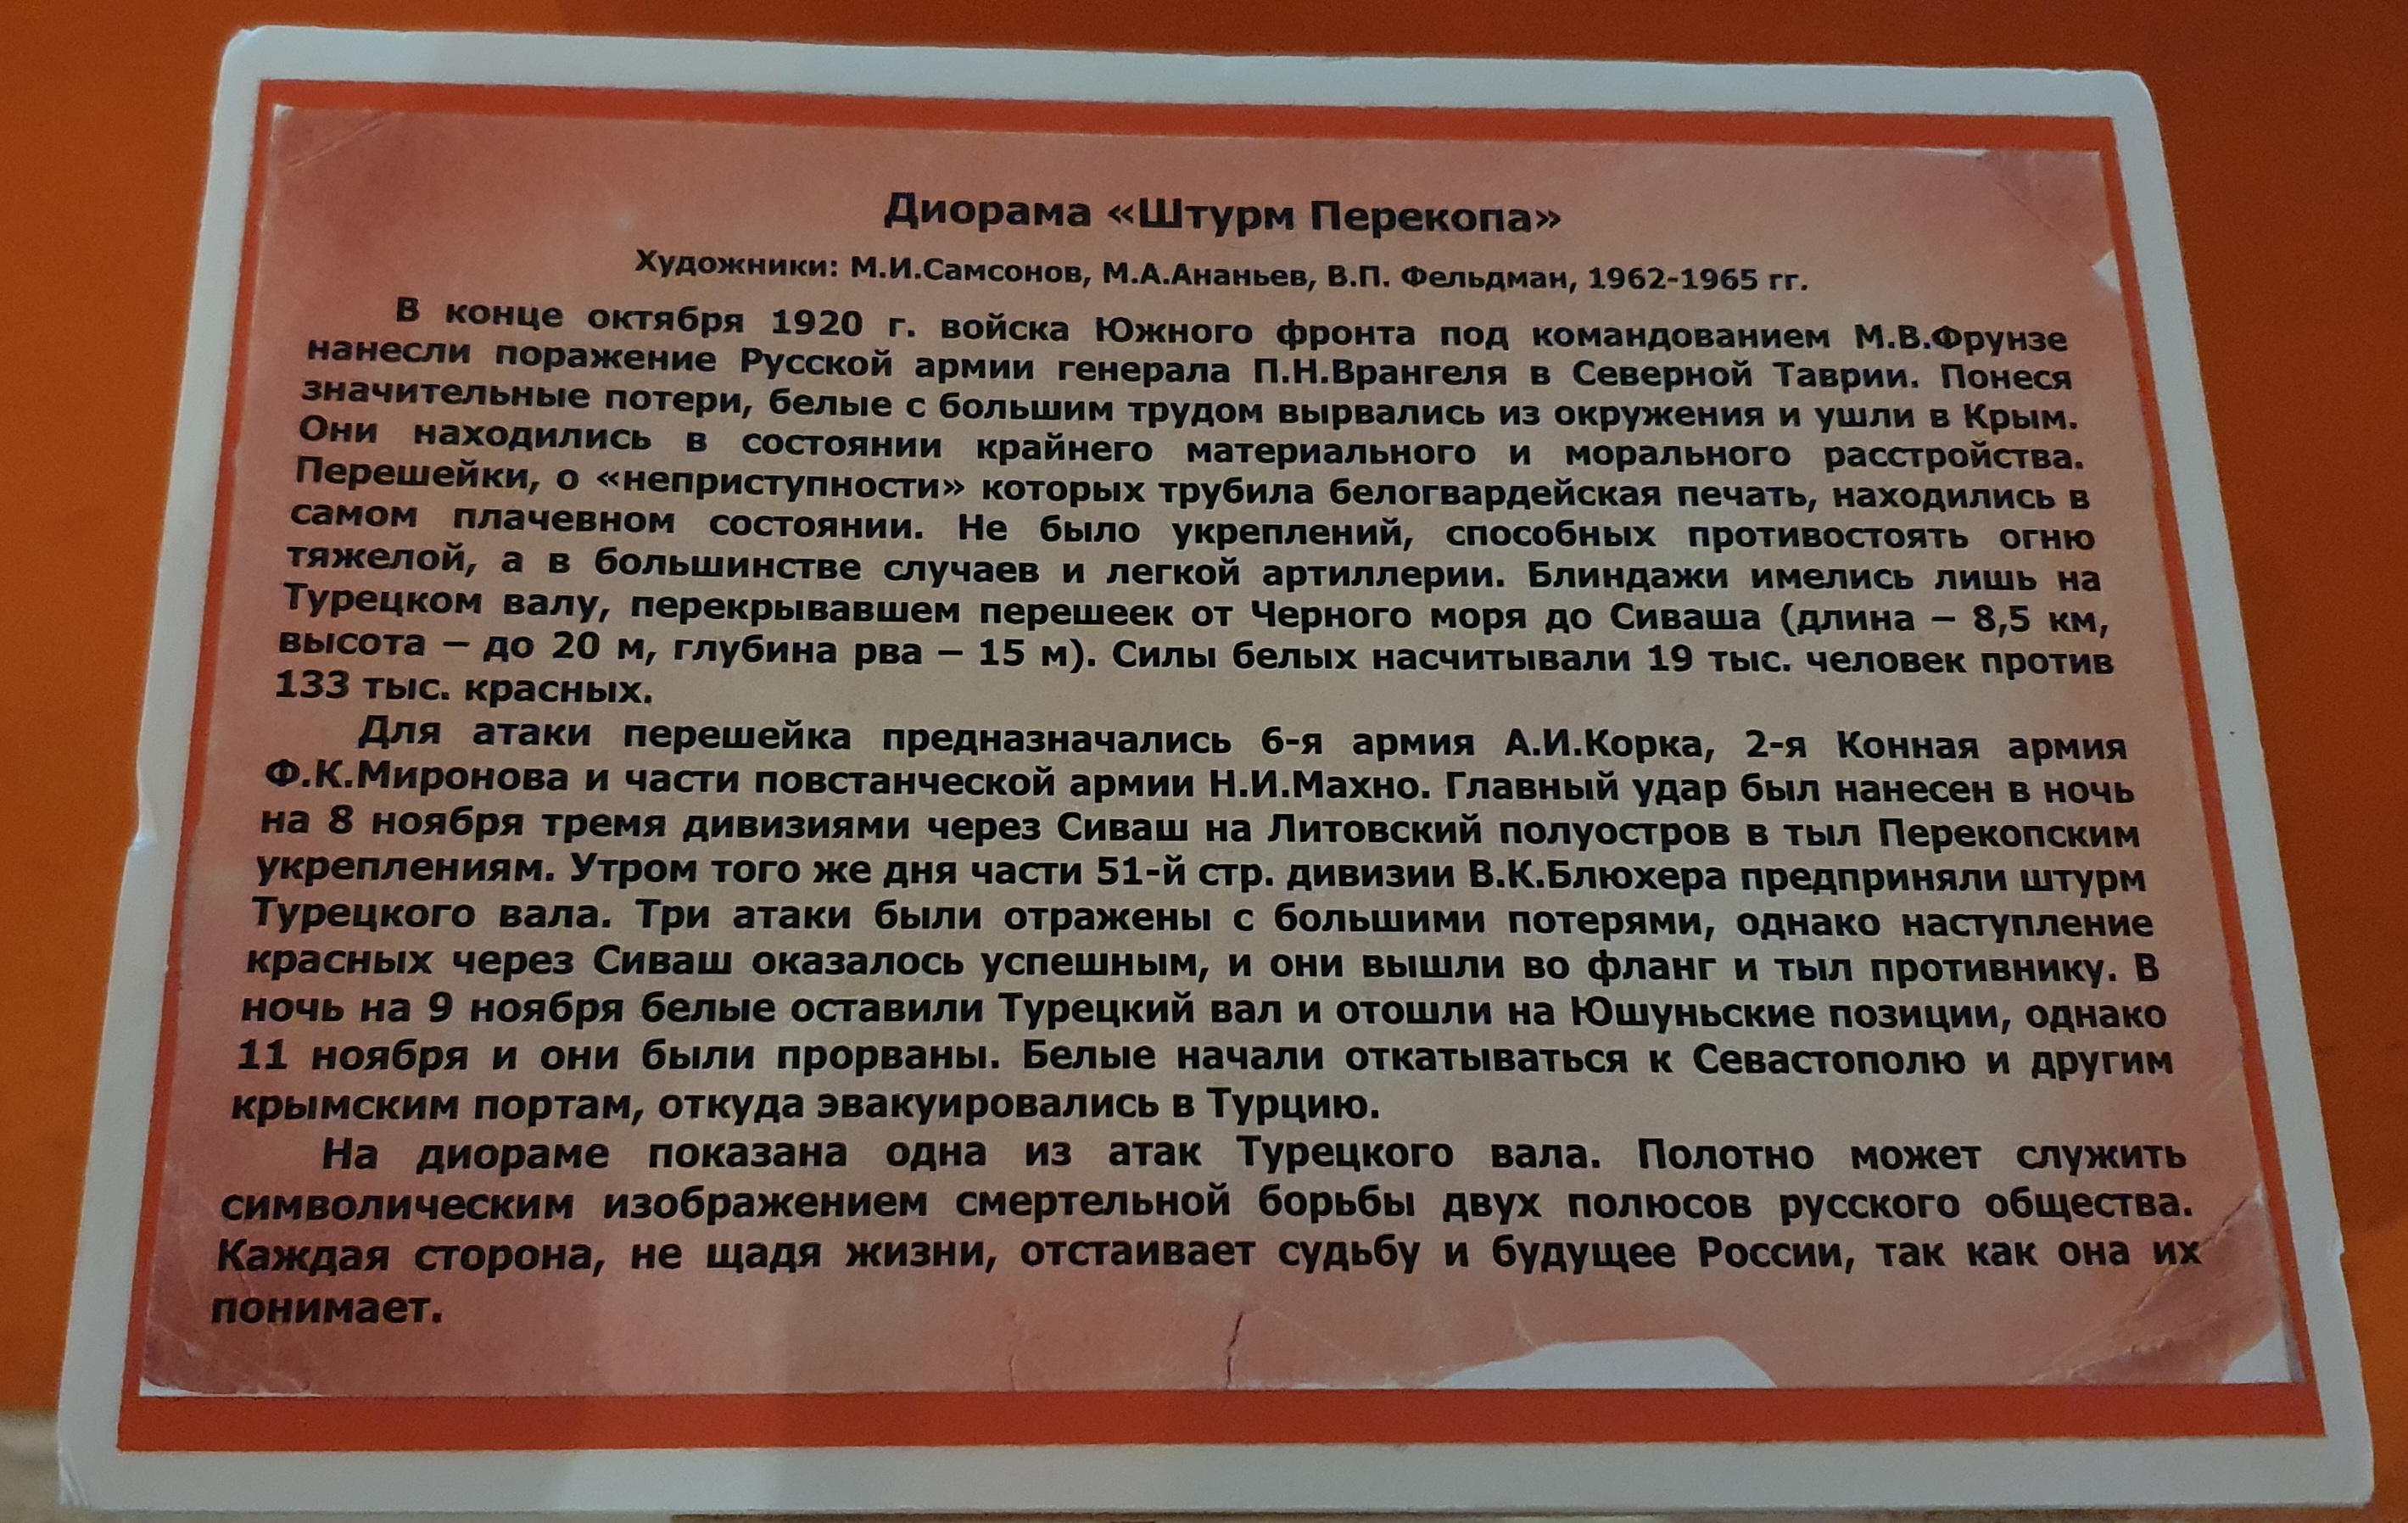 Диорама «Штурм Перекопа»
Художники: М.И.Самсонов, М.А.Ананьев, В.П. Фельдман, 1962-1965 гг.
В конце октября 1920 г. войска Южного фронта под командованием М.В.Фрунзе
нанесли поражение Русской армии генерала П.Н.Врангеля в Северной Таврии. Понеся
значительные потери, белые с большим трудом вырвались из окружения и ушли в Крым.
Они находились в состоянии крайнего материального и морального расстройства.
Перешейки, о «неприступности» которых трубила белогвардейская печать, находились в
самом плачевном состоянии. Не было укреплений, способных противостоять огню
тяжелой, а в большинстве случаев и легкой артиллерии. Блиндажи имелись лишь на
Турецком валу, перекрывавшем перешеек от Черного моря до Сиваша (длина – 8,5 км,
высота – до 20 м, глубина рва – 15 м). Силы белых насчитывали 19 тыс. человек против
133 тыс. красных.
Для атаки перешейка предназначались 6-я армия А.И.Корка, 2-я Конная армия
Ф.К.Миронова и части повстанческой армии Н.И.Махно. Главный удар был нанесен в ночь
на 8 ноября тремя дивизиями через Сиваш на Литовский полуостров в тыл Перекопским
укреплениям. Утром того же дня части 51-й стр. дивизии В.К.Блюхера предприняли штурм
Турецкого вала. Три атаки были отражены с большими потерями, однако наступление
красных через Сиваш оказалось успешным, и они вышли во фланг и тыл противнику. В
ночь на 9 ноября белые оставили Турецкий вал и отошли на Юшуньские позиции, однако
11 ноября и они были прорваны. Белые начали откатываться к Севастополю и другим
крымским портам, откуда эвакуировались в Турцию.
На диораме показана одна из атак Турецкого вала. Полотно может служить
символическим изображением смертельной борьбы двух полюсов русского общества.
Каждая сторона, не щадя жизни, отстаивает судьбу и будущее России, так как она их
понимает.